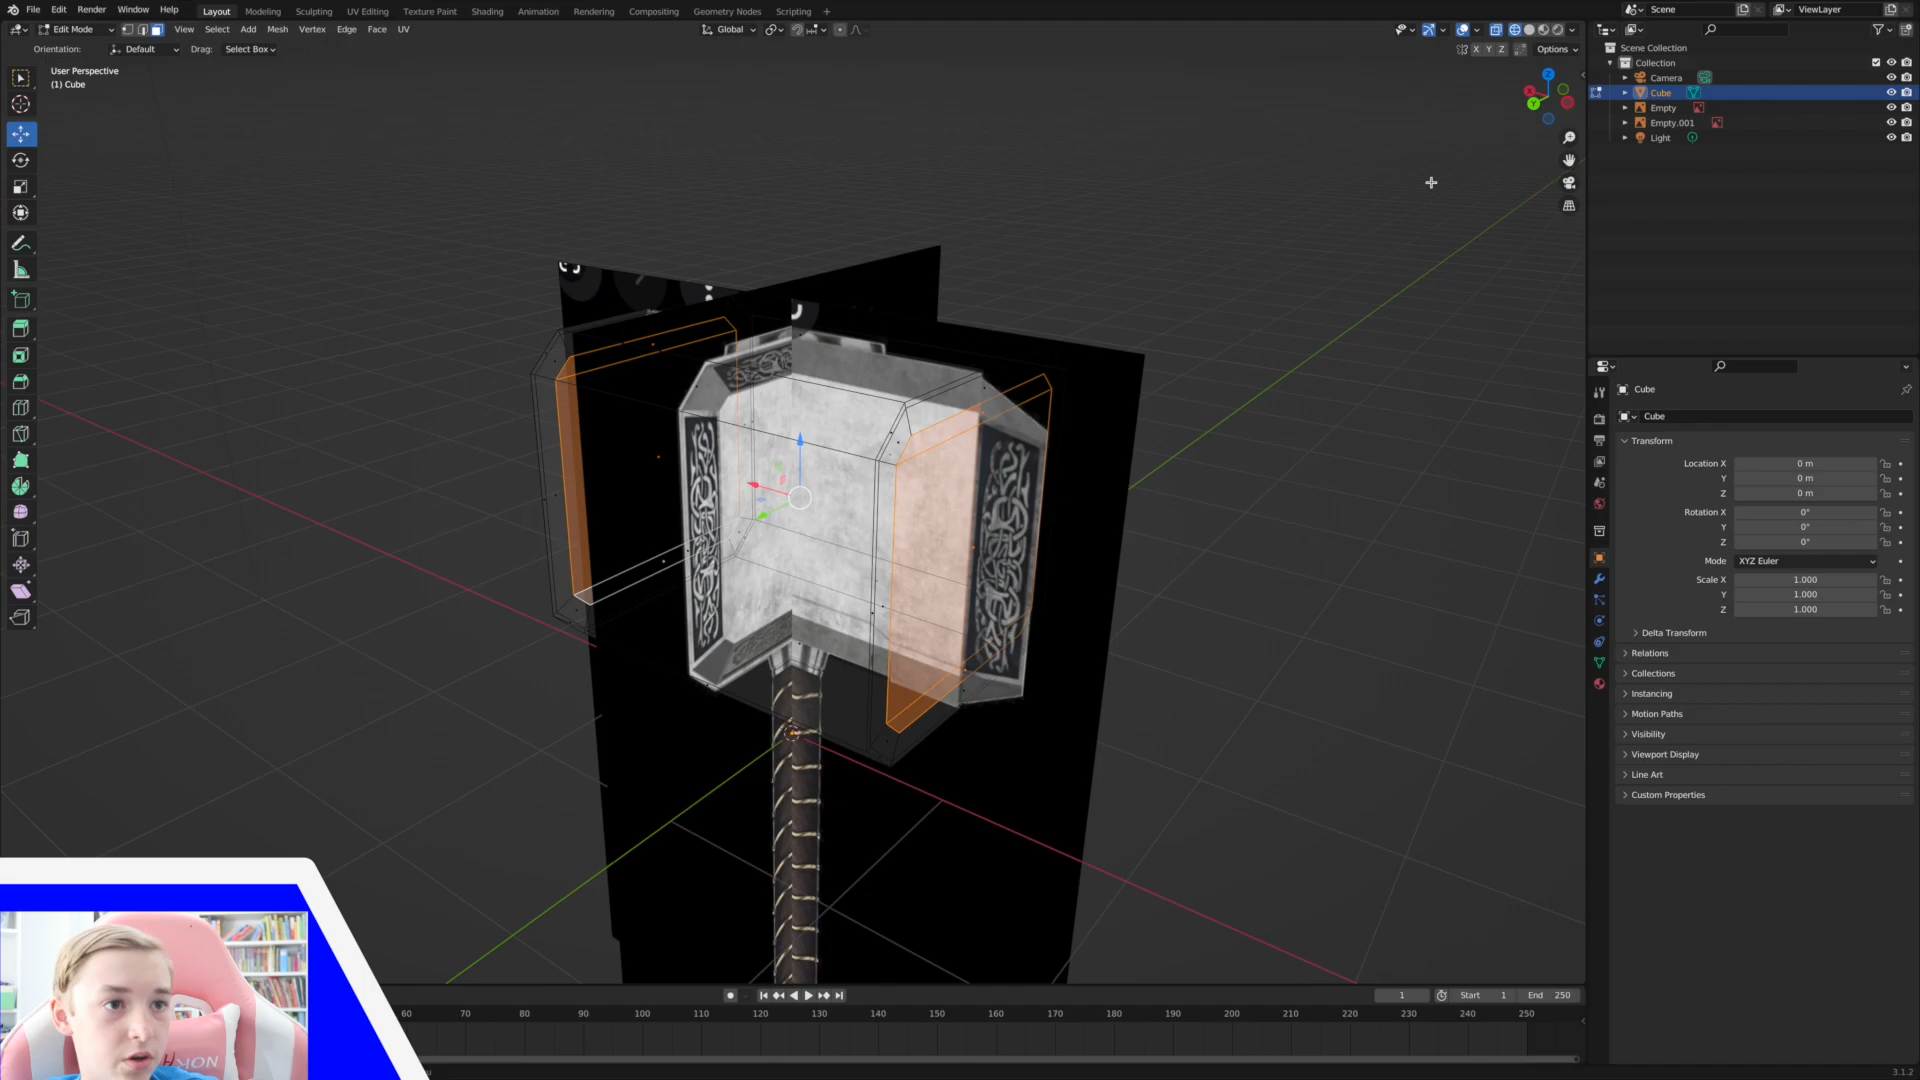 File Edit Render Window Help Layout Modeling Sculpting UV Editing Texture Paint Shading Animation Rendering Compositing Geometry Nodes Scripting + Scene ViewLayer
Edit Mode View Select Add Mesh Vertex Edge Face UV Global
Orientation: Default Drag: Select Box X Y Z Options
User Perspective
(1) Cube
Z
X
Y
Scene Collection
Collection
Camera
Cube
Empty
Empty.001
Light
Cube
Cube
Transform
Location X 0 m
Y 0 m
Z 0 m
Rotation X 0°
Y 0°
Z 0°
Mode XYZ Euler
Scale X 1.000
Y 1.000
Z 1.000
Delta Transform
Relations
Collections
Instancing
Motion Paths
Visibility
Viewport Display
Line Art
Custom Properties
1 Start 1 End 250
60 70 80 90 100 110 120 130 140 150 160 170 180 190 200 210 220 230 240 250
3.1.2